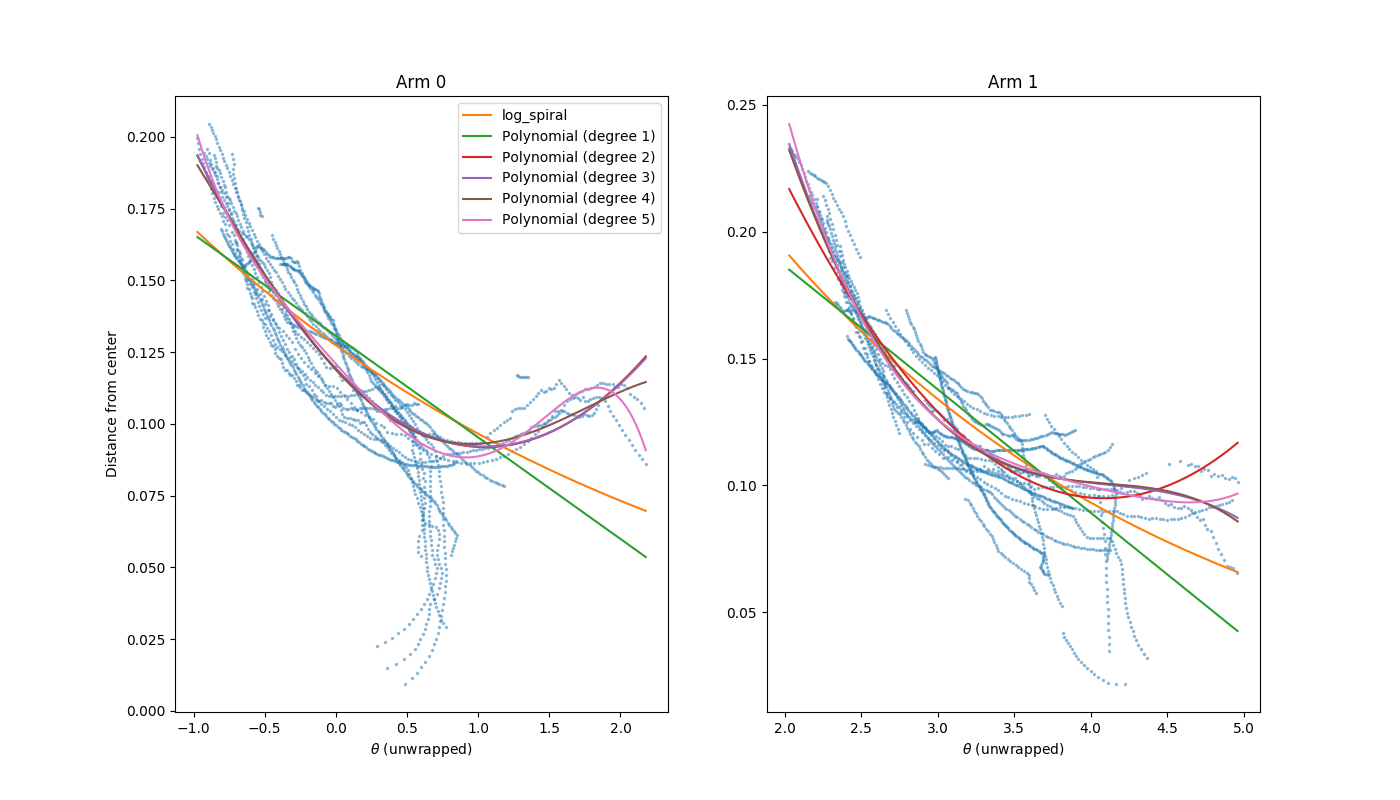 Arm 0
Distance from center
0.200
0.175
0.150
0.125
0.100
0.075
0.050
0.025
0.000
log_spiral
Polynomial (degree 1)
Polynomial (degree 2)
Polynomial (degree 3)
Polynomial (degree 4)
Polynomial (degree 5)
−1.0 −0.5 0.0 0.5 1.0 1.5 2.0
θ (unwrapped)
Arm 1
0.25
0.20
0.15
0.10
0.05
2.0 2.5 3.0 3.5 4.0 4.5 5.0
θ (unwrapped)